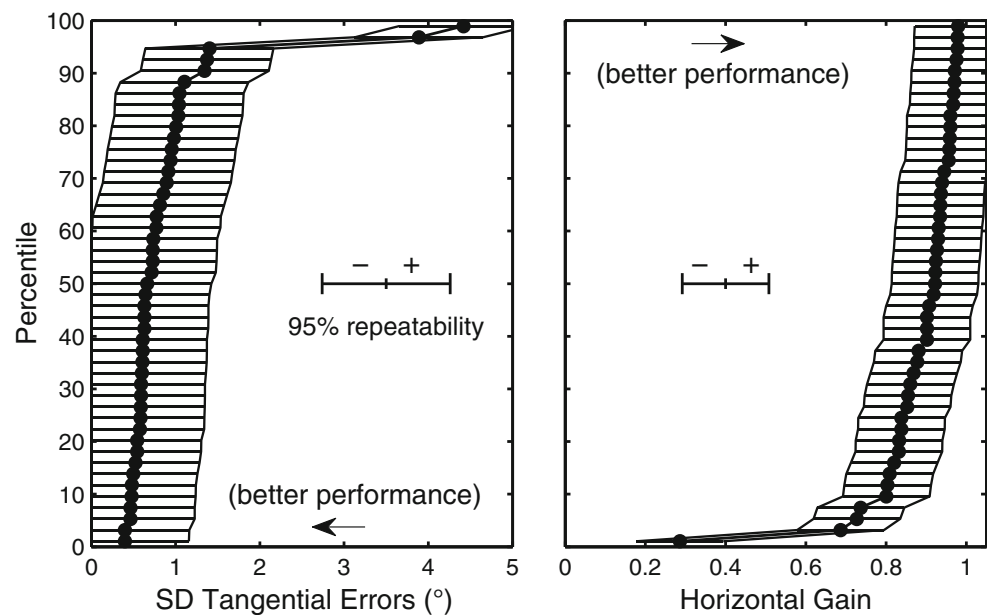 100
90
80
70
60
50
40
30
20
10
0
Percentile
(better performance)
(better performance)
− +
− +
95% repeatability
0 1 2 3 4 5
0 0.2 0.4 0.6 0.8 1
SD Tangential Errors (°)
Horizontal Gain